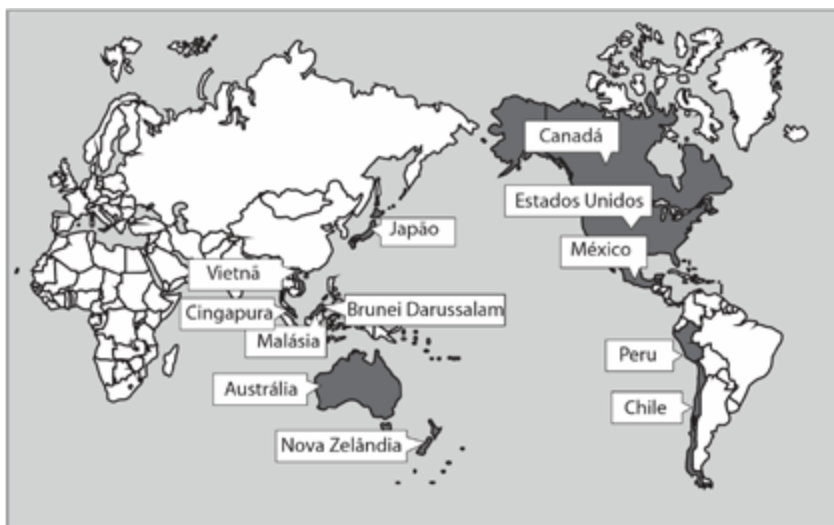 Canadá
Estados Unidos
Japão
México
Vietnã
Cingapura
Brunei Darussalam
Malásia
Peru
Austrália
Chile
Nova Zelândia